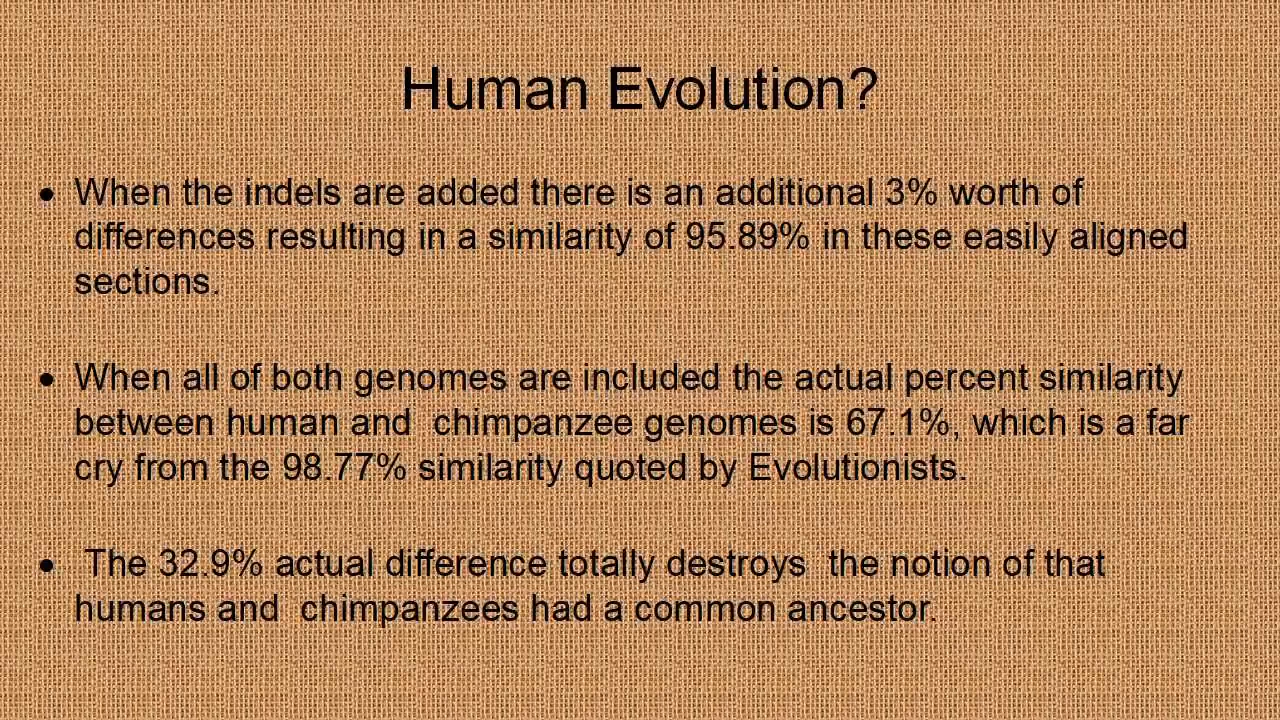 Human Evolution?
• When the indels are added there is an additional 3% worth of
differences resulting in a similarity of 95.89% in these easily aligned
sections.
• When all of both genomes are included the actual percent similarity
between human and  chimpanzee genomes is 67.1%, which is a far
cry from the 98.77% similarity quoted by Evolutionists.
•  The 32.9% actual difference totally destroys  the notion of that
humans and  chimpanzees had a common ancestor.